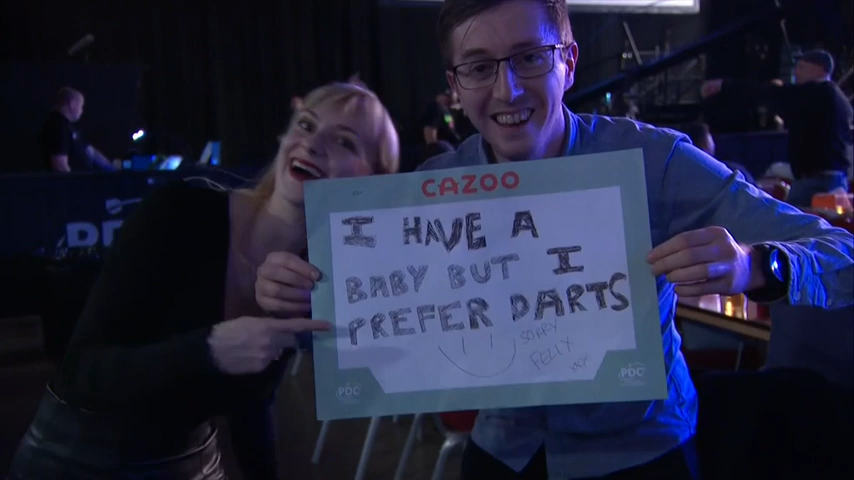 CAZOO
I HAVE A
BABY BUT I
PREFER DARTS
SORRY
FELLY
PDC PDC